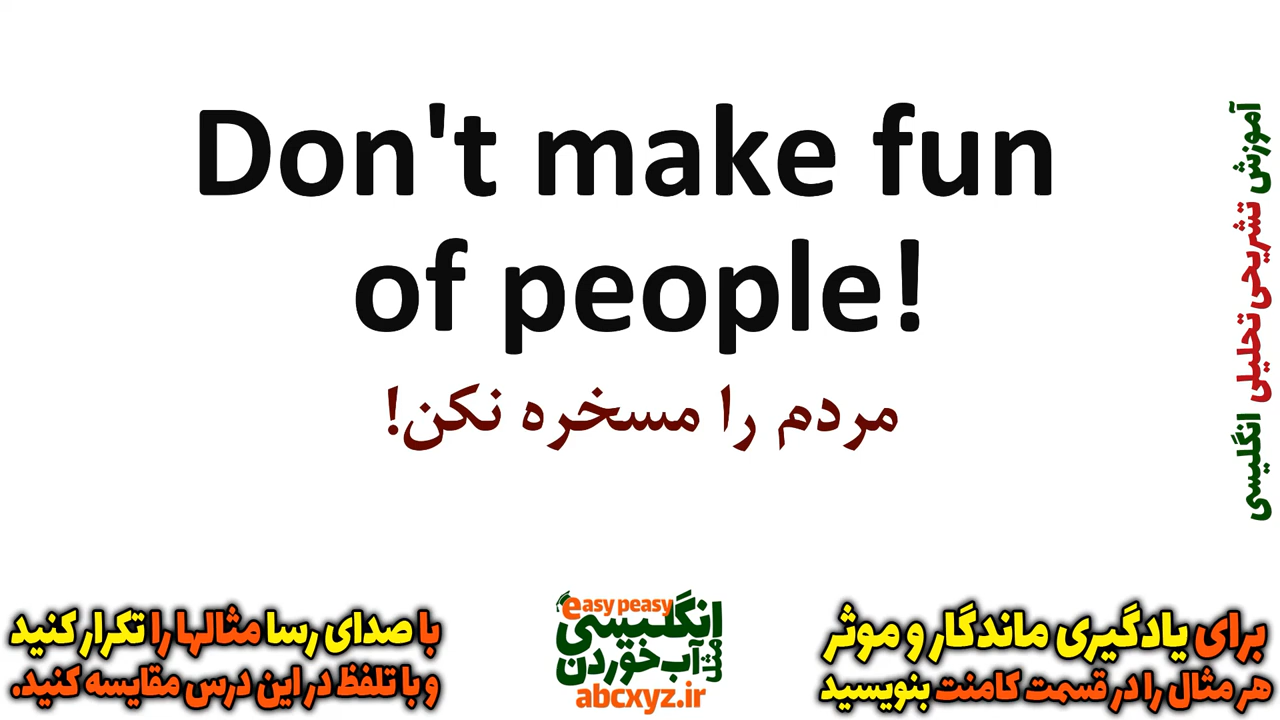 Don't make fun
of people!
مردم را مسخره نکن!
آموزش تشریحی تحلیلی انگلیسی
برای یادگیری ماندگار و موثر
هر مثال را در قسمت کامنت بنویسید
easy peasy
انگلیسی
مثل آب خوردن
abcxyz.ir
با صدای رسا مثالها را تکرار کنید
و با تلفظ در این درس مقایسه کنید.